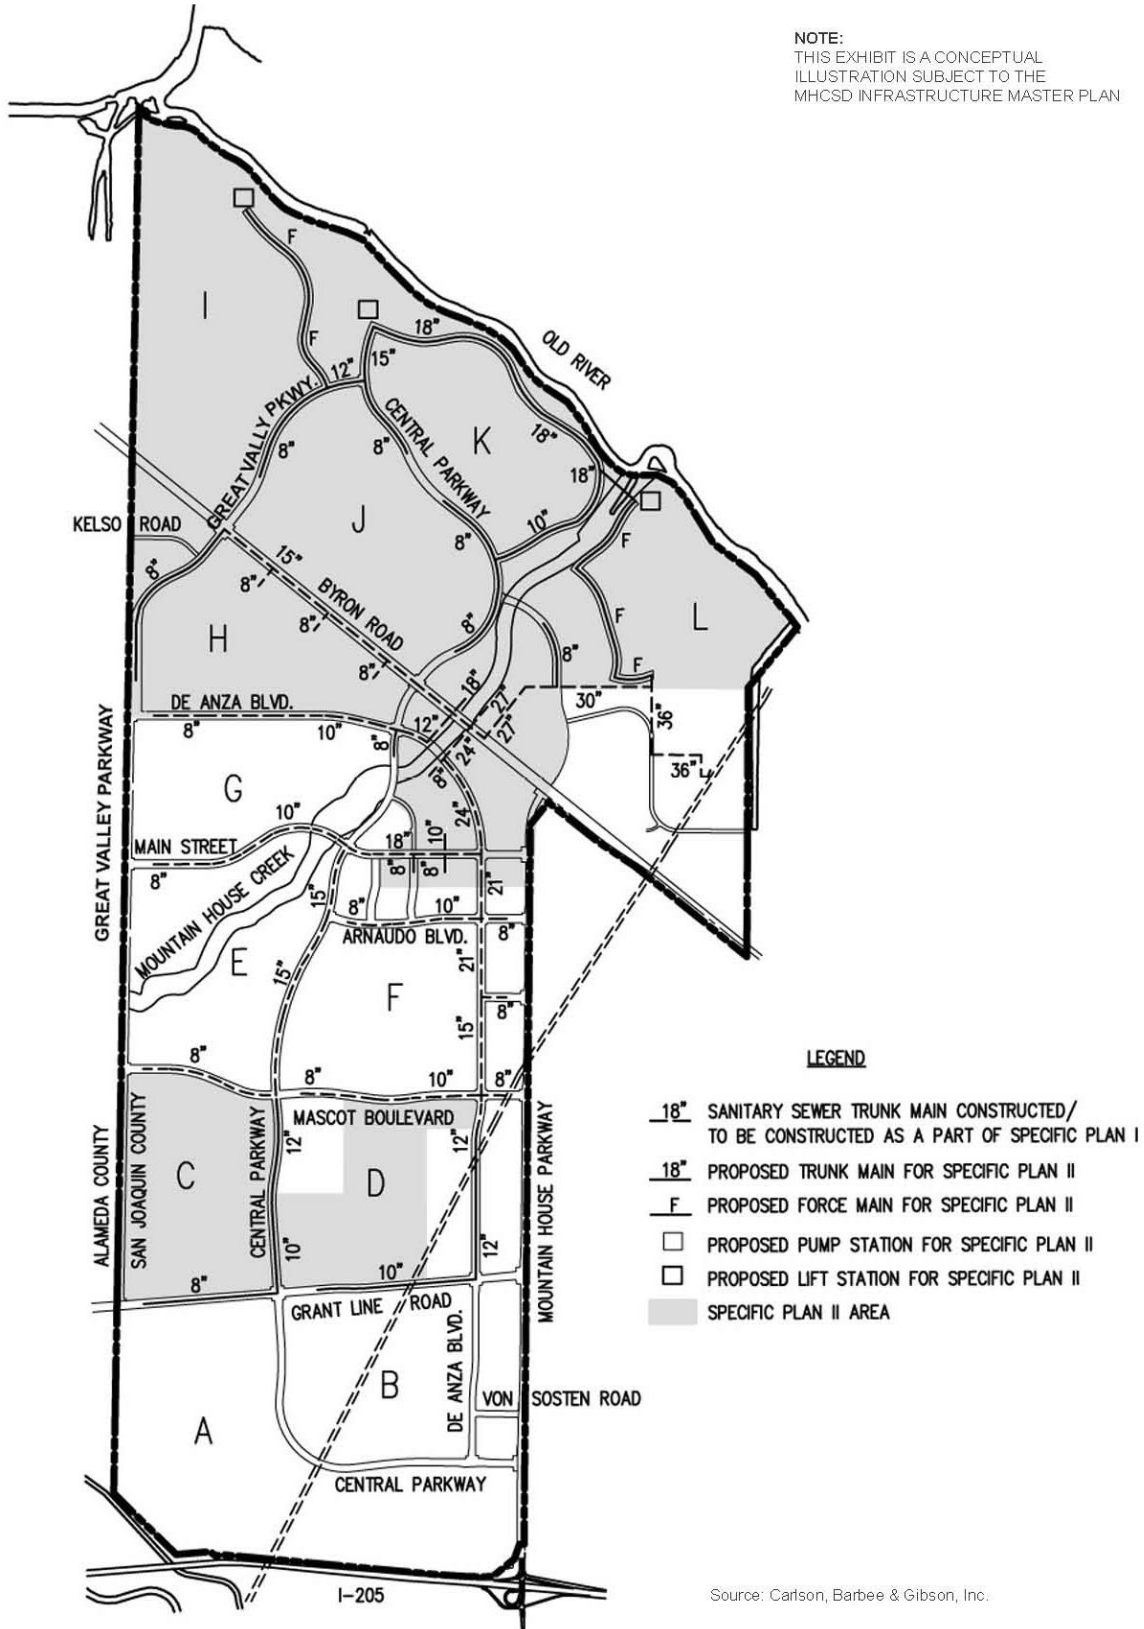 NOTE:
THIS EXHIBIT IS A CONCEPTUAL
ILLUSTRATION SUBJECT TO THE
MHCSD INFRASTRUCTURE MASTER PLAN
F
I
F
18"
15"
12"
OLD RIVER
GREAT VALLY PKWY.
CENTRAL PARKWAY
K
8"
8"
18"
18"
J
10"
KELSO ROAD
15"
8"
8"
F
8"
BYRON ROAD
8"
8"
H
8"
F
L
8"
8"
F
18"
27"
27"
30"
36"
36"
DE ANZA BLVD.
8"
10"
12"
8"
24"
8"
G
10"
24"
MAIN STREET
8"
18"
10"
8"
8"
21"
15"
GREAT VALLEY PARKWAY
MOUNTAIN HOUSE CREEK
8"
10"
8"
ARNAUDO BLVD.
E
15"
21"
F
8"
15"
8"
8"
10"
8"
MASCOT BOULEVARD
12"
12"
ALAMEDA COUNTY
SAN JOAQUIN COUNTY
C
CENTRAL PARKWAY
D
MOUNTAIN HOUSE PARKWAY
10"
12"
8"
10"
GRANT LINE ROAD
DE ANZA BLVD.
B
VON SOSTEN ROAD
A
CENTRAL PARKWAY
I-205
LEGEND
18" SANITARY SEWER TRUNK MAIN CONSTRUCTED/
TO BE CONSTRUCTED AS A PART OF SPECIFIC PLAN I
18" PROPOSED TRUNK MAIN FOR SPECIFIC PLAN II
F PROPOSED FORCE MAIN FOR SPECIFIC PLAN II
PROPOSED PUMP STATION FOR SPECIFIC PLAN II
PROPOSED LIFT STATION FOR SPECIFIC PLAN II
SPECIFIC PLAN II AREA
Source: Carlson, Barbee & Gibson, Inc.